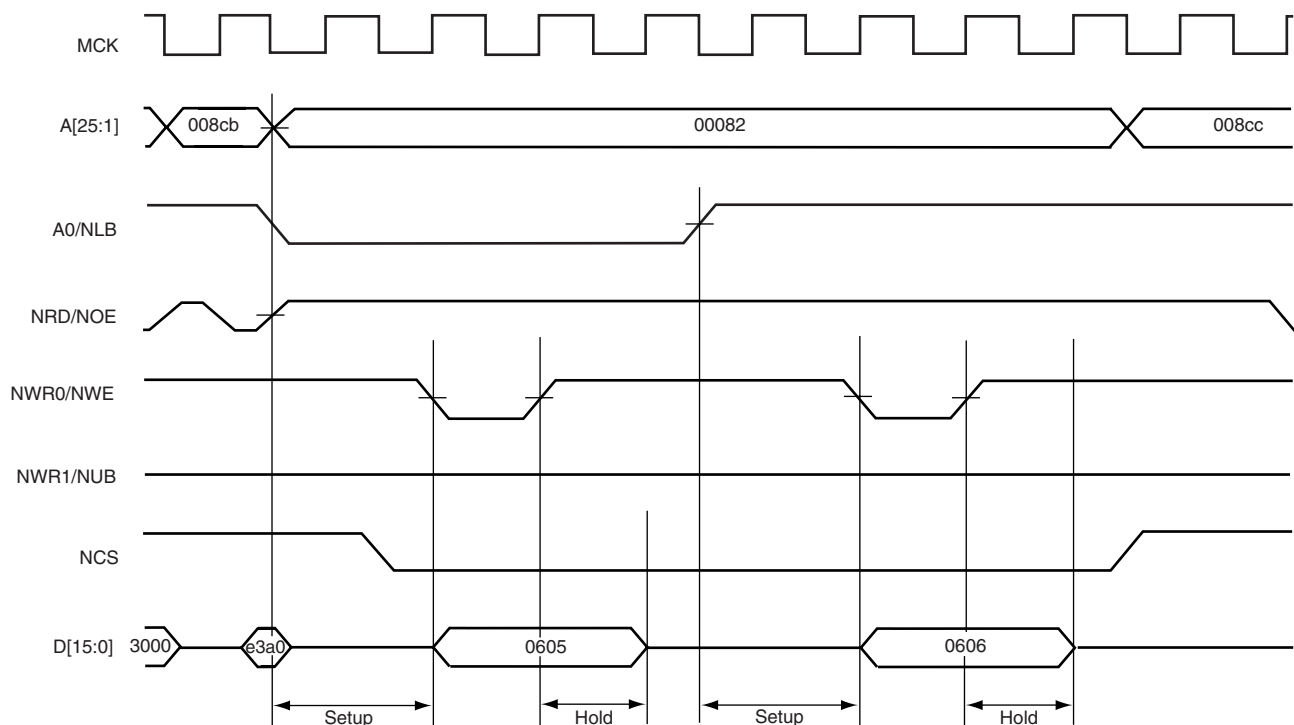 MCK
A[25:1] 008cb 00082 008cc
A0/NLB
NRD/NOE
NWR0/NWE
NWR1/NUB
NCS
D[15:0] 3000 e3a0 0605 0606
Setup Hold Setup Hold